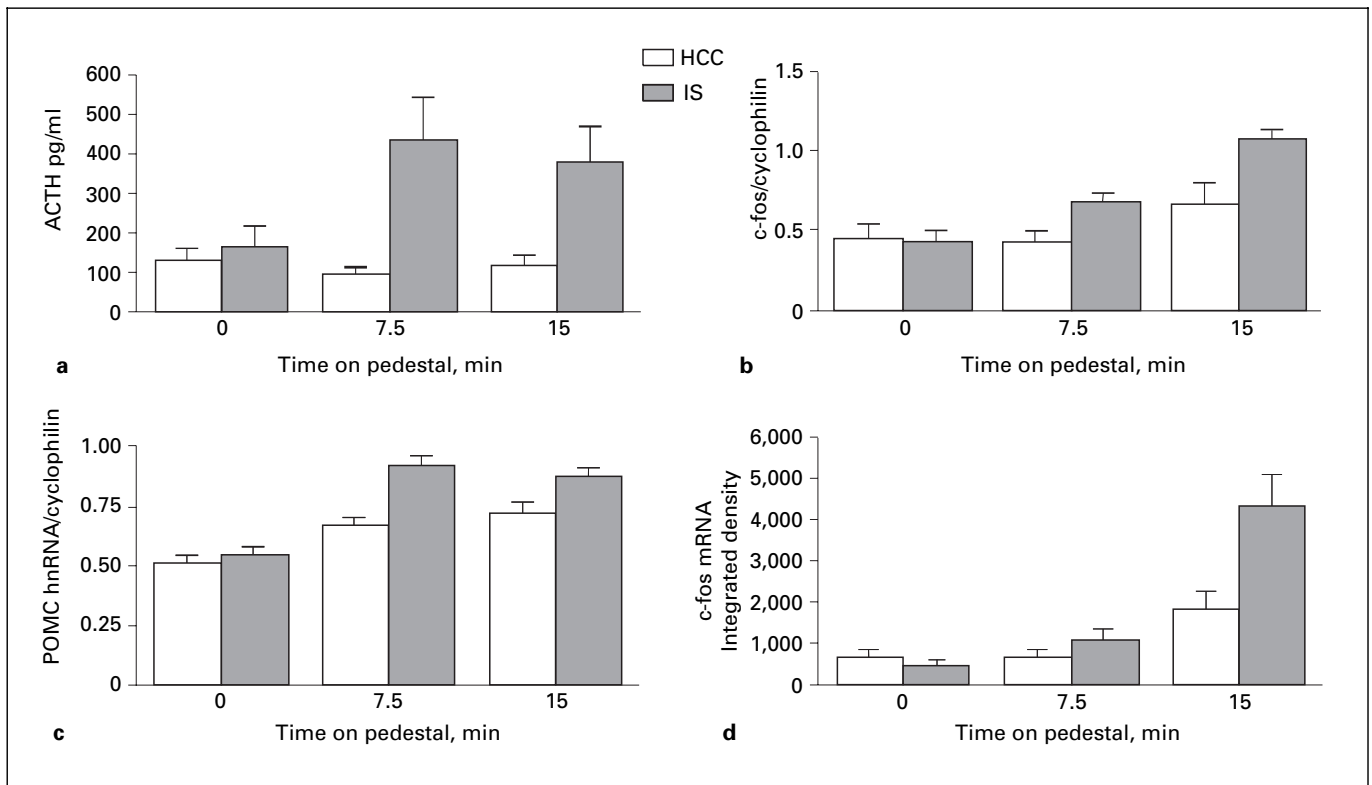 HCC
IS
600
500
400
300
200
100
0
ACTH pg/ml
0 7.5 15
Time on pedestal, min
a
1.5
1.0
0.5
0
c-fos/cyclophilin
0 7.5 15
Time on pedestal, min
b
1.00
0.75
0.50
0.25
0
POMC hnRNA/cyclophilin
0 7.5 15
Time on pedestal, min
c
6,000
5,000
4,000
3,000
2,000
1,000
0
c-fos mRNA
Integrated density
0 7.5 15
Time on pedestal, min
d